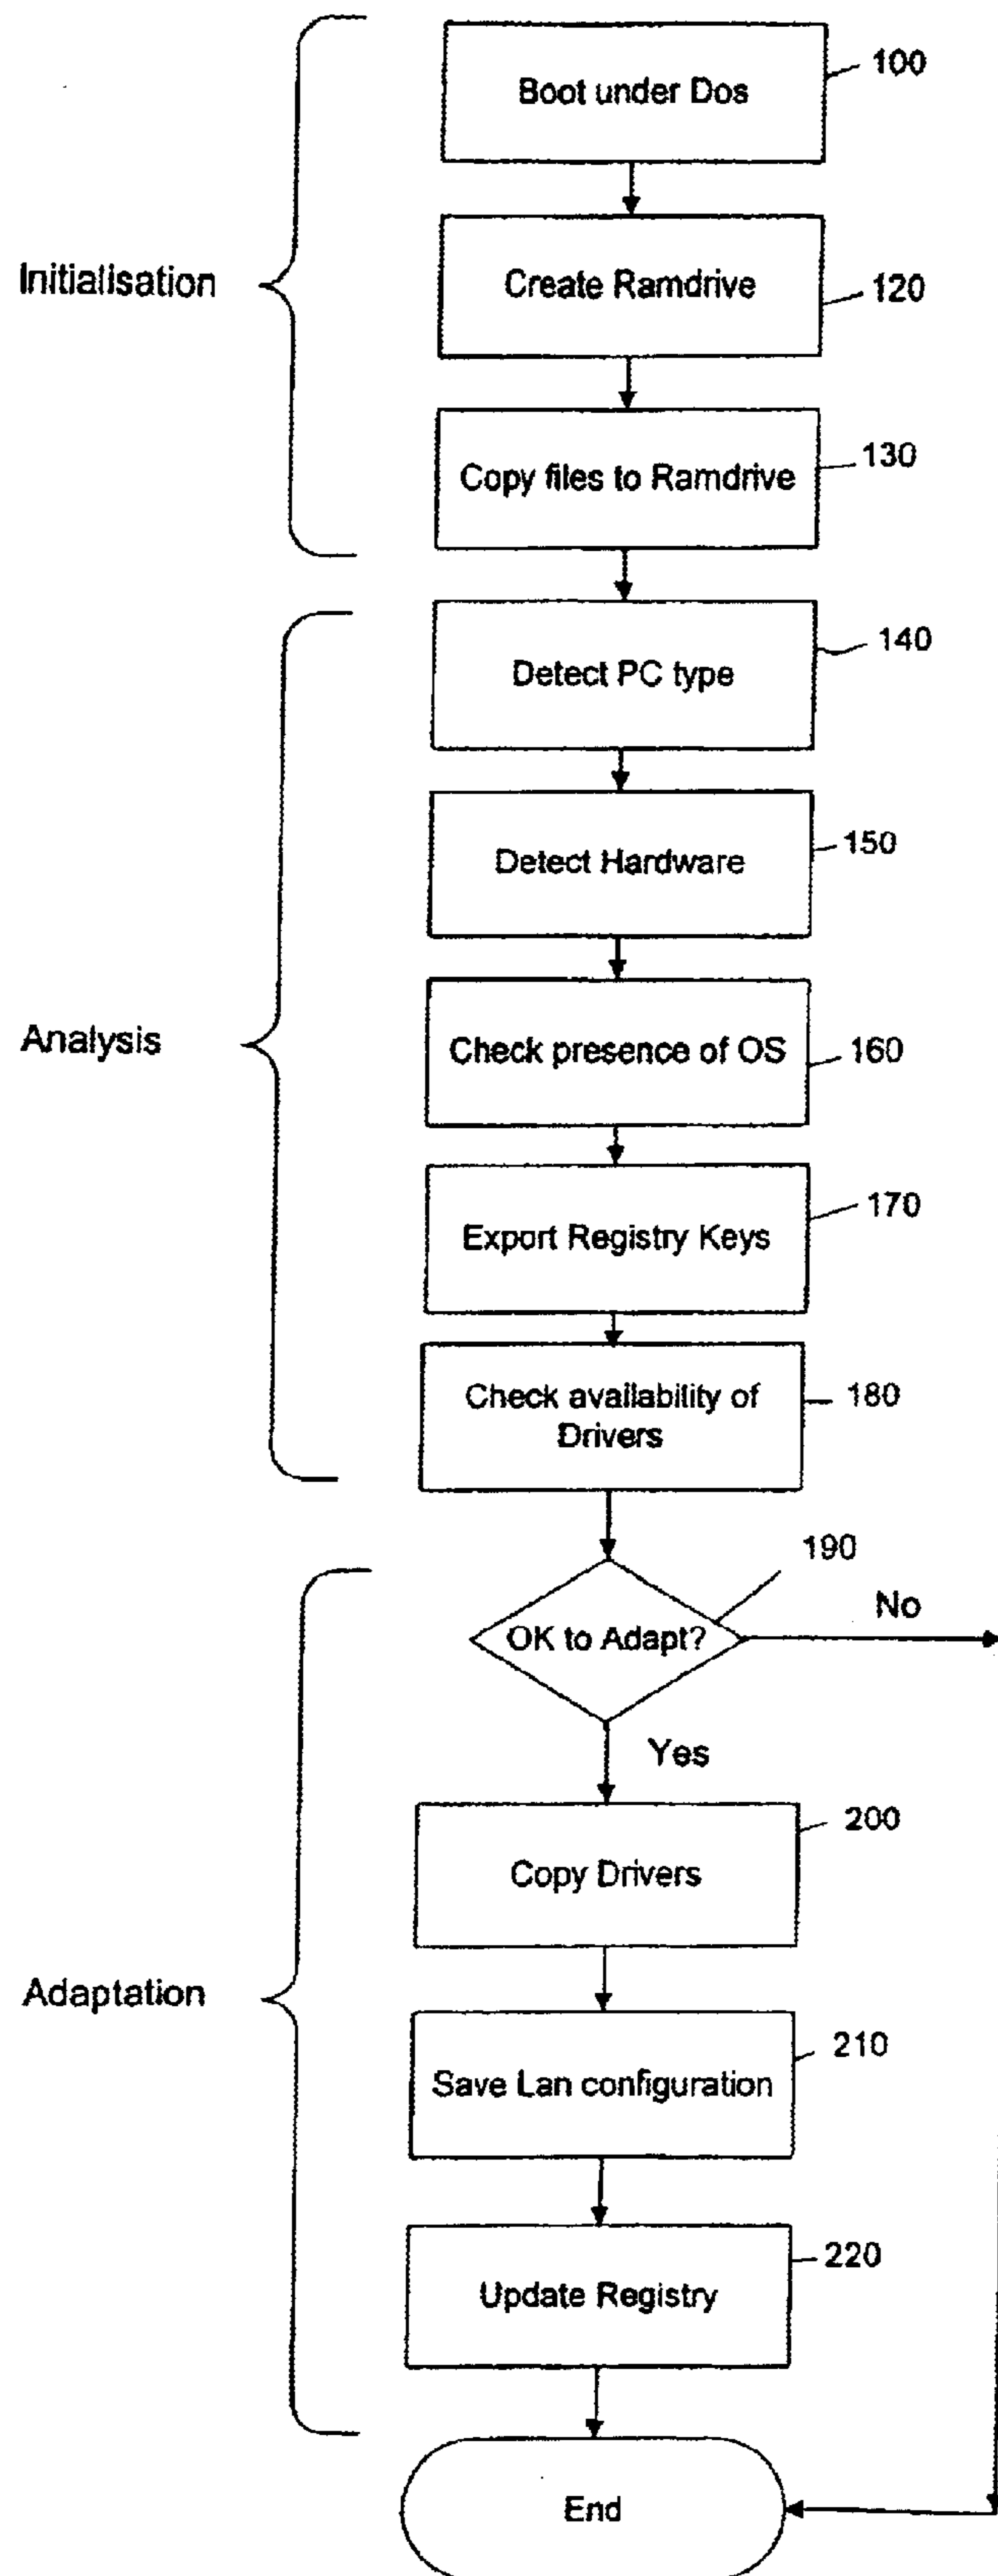 Boot under Dos
100
Initialisation
Create Ramdrive
120
Copy files to Ramdrive
130
Detect PC type
140
Detect Hardware
150
Analysis
Check presence of OS
160
Export Registry Keys
170
Check availability of
Drivers
180
190
OK to Adapt?
No
Yes
200
Copy Drivers
Adaptation
210
Save Lan configuration
220
Update Registry
End